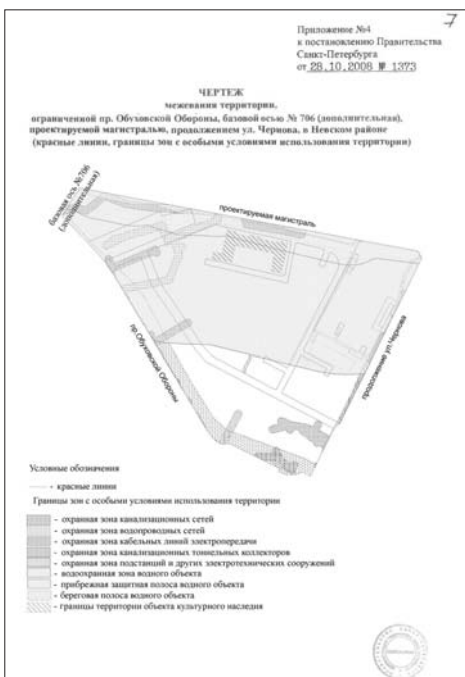 7
Приложение №4
к постановлению Правительства
Санкт-Петербурга
от 28.10.2008 № 1373
ЧЕРТЕЖ
межевания территории,
ограниченной пр. Обуховской Обороны, базовой осью № 706 (дополнительная),
проектируемой магистралью, продолжением ул. Чернова, в Невском районе
(красные линии, границы зон с особыми условиями использования территории)
базовая ось №706
(дополнительная)
проектируемая магистраль
пр. Обуховской Обороны
продолжение ул. Чернова
Условные обозначения
- красные линии
Границы зон с особыми условиями использования территории
- охранная зона канализационных сетей
- охранная зона водопроводных сетей
- охранная зона кабельных линий электропередачи
- охранная зона канализационных тоннельных коллекторов
- охранная зона подстанций и других электротехнических сооружений
- водоохранная зона водного объекта
- прибрежная защитная полоса водного объекта
- береговая полоса водного объекта
- границы территории объекта культурного наследия